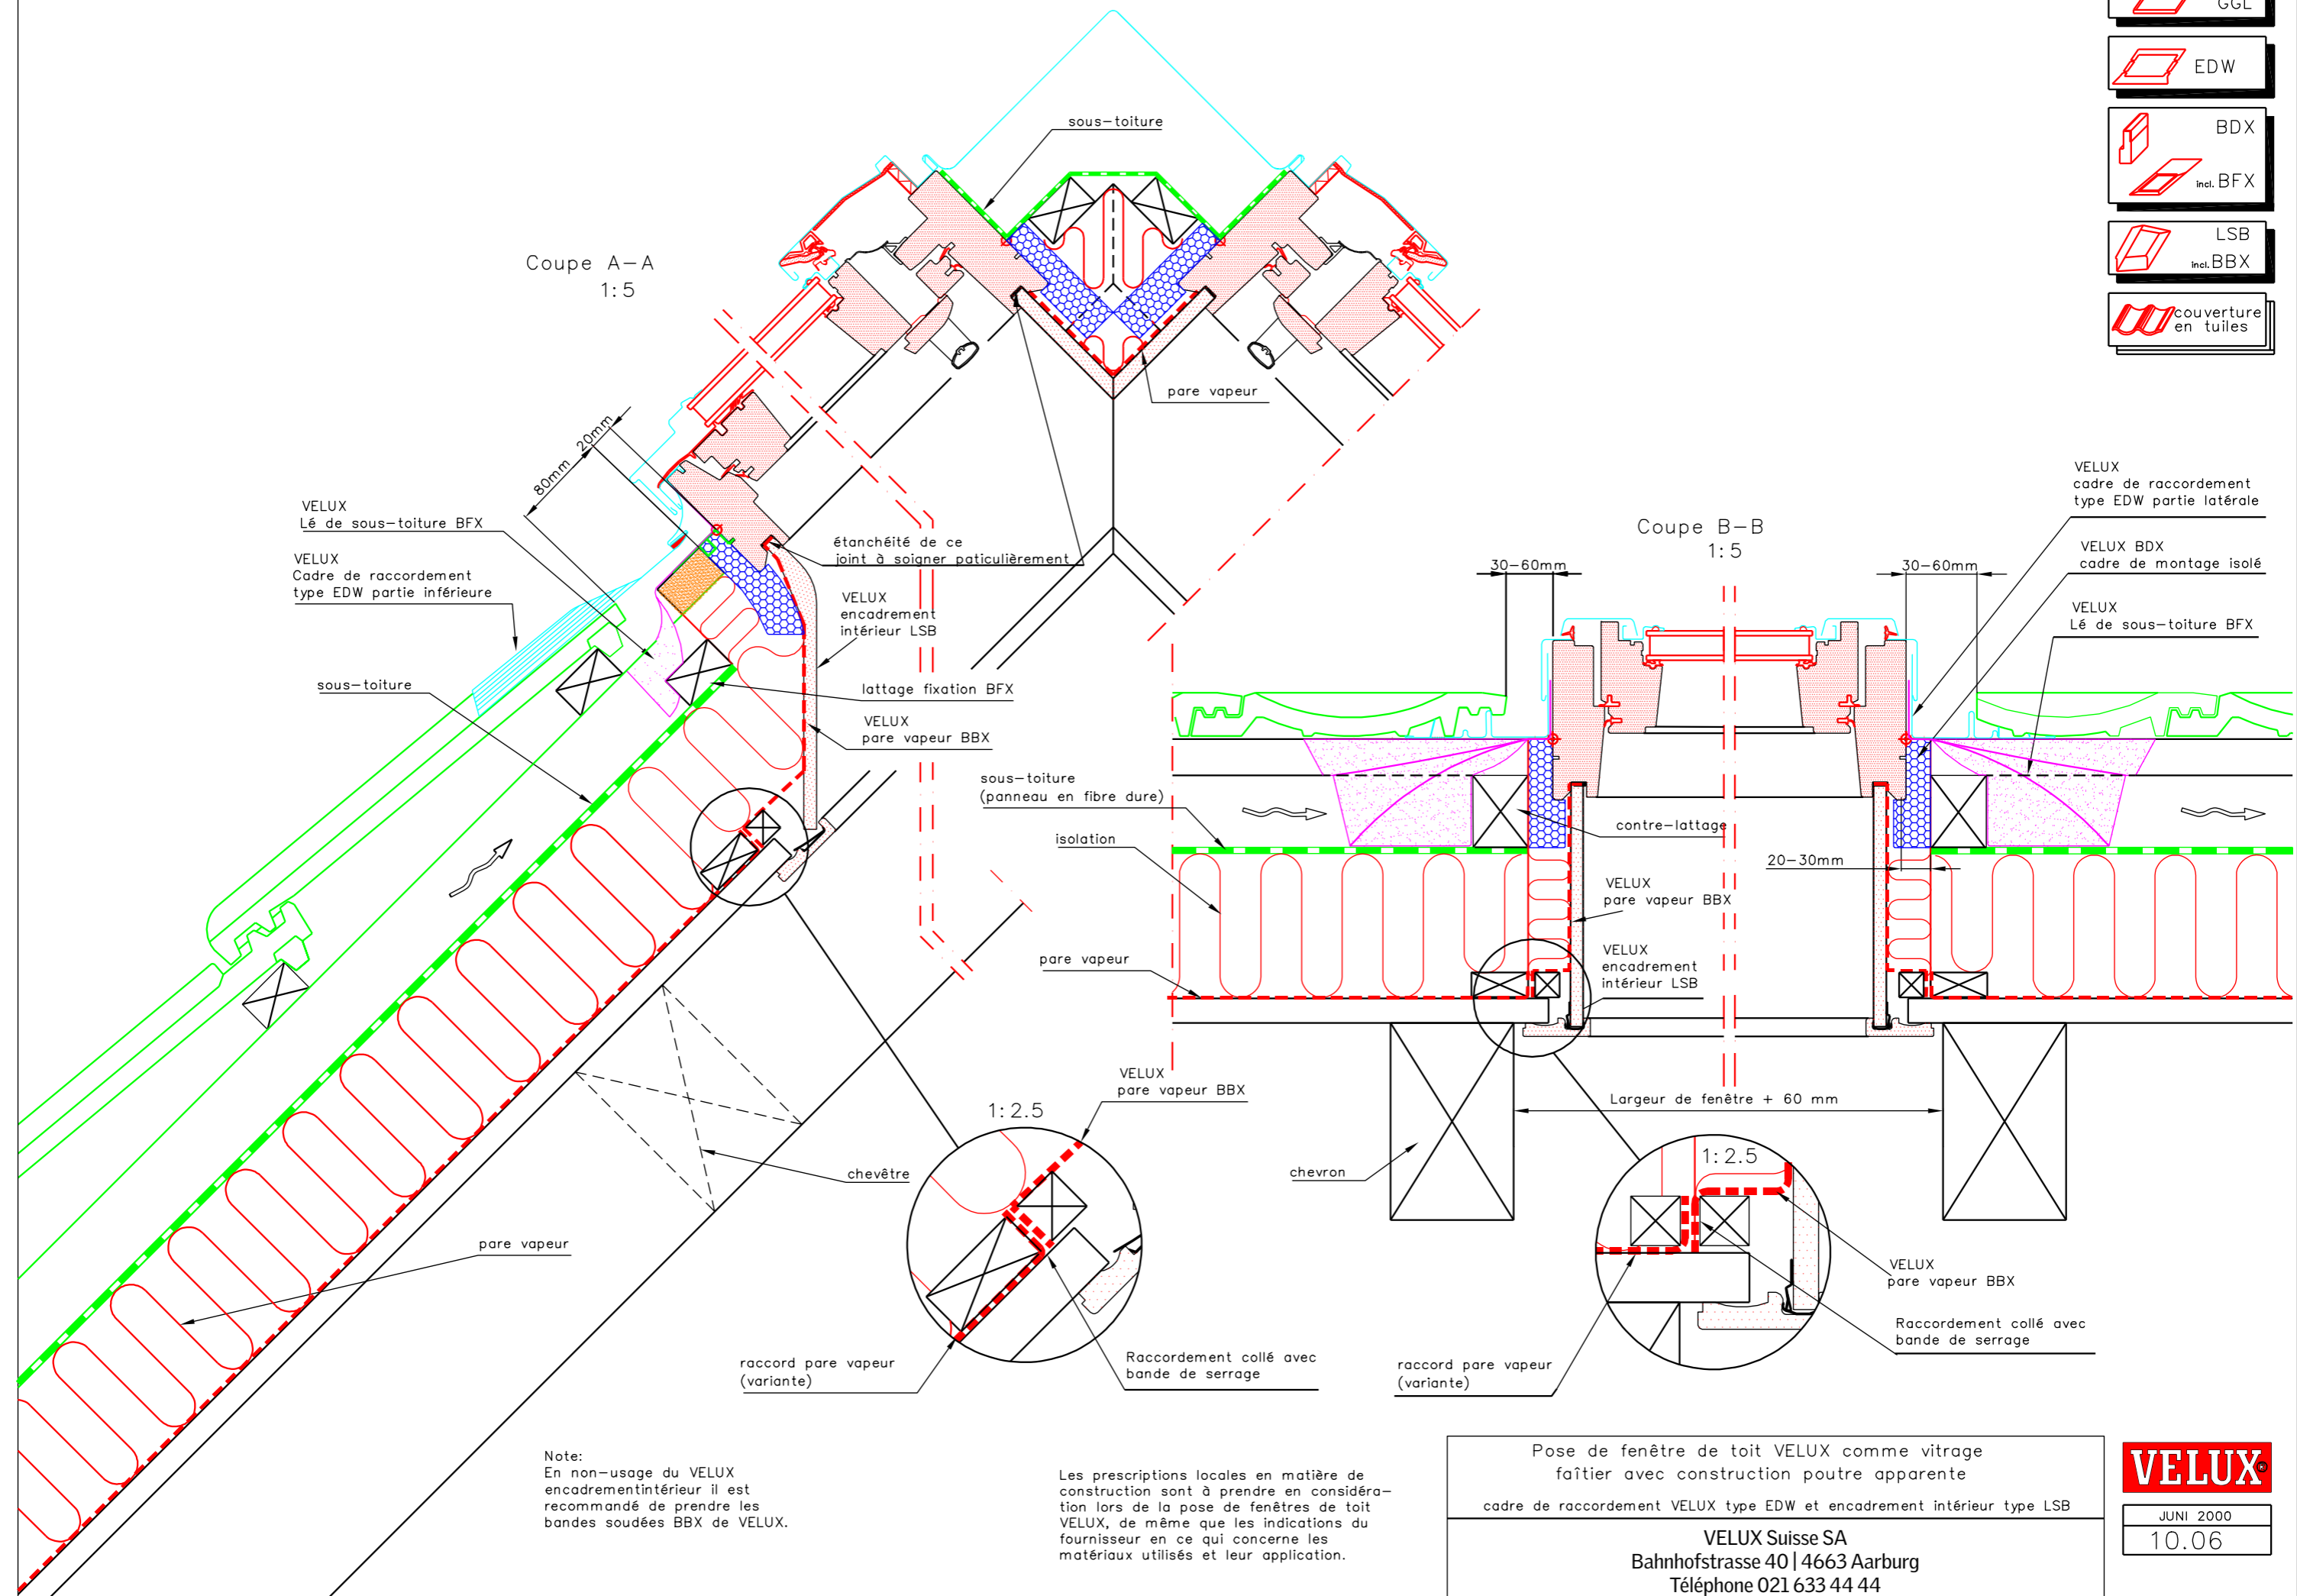 GGL
EDW
BDX
incl. BFX
LSB
incl. BBX
couverture
en tuiles
sous-toiture
Coupe A-A
1:5
pare vapeur
20mm
80mm
VELUX
Lé de sous-toiture BFX
VELUX
Cadre de raccordement
type EDW partie inférieure
étanchéité de ce
joint à soigner paticulièrement
VELUX
encadrement
intérieur LSB
sous-toiture
lattage fixation BFX
VELUX
pare vapeur BBX
VELUX
cadre de raccordement
type EDW partie latérale
Coupe B-B
1:5
30-60mm
30-60mm
VELUX BDX
cadre de montage isolé
VELUX
Lé de sous-toiture BFX
sous-toiture
(panneau en fibre dure)
isolation
contre-lattage
20-30mm
VELUX
pare vapeur BBX
pare vapeur
VELUX
encadrement
intérieur LSB
VELUX
pare vapeur BBX
1:2.5
Largeur de fenêtre + 60 mm
chevêtre
chevron
1:2.5
pare vapeur
VELUX
pare vapeur BBX
raccord pare vapeur
(variante)
Raccordement collé avec
bande de serrage
raccord pare vapeur
(variante)
Raccordement collé avec
bande de serrage
Note:
En non-usage du VELUX
encadrementintérieur il est
recommandé de prendre les
bandes soudées BBX de VELUX.
Les prescriptions locales en matière de
construction sont à prendre en considéra-
tion lors de la pose de fenêtres de toit
VELUX, de même que les indications du
fournisseur en ce qui concerne les
matériaux utilisés et leur application.
Pose de fenêtre de toit VELUX comme vitrage
faîtier avec construction poutre apparente
cadre de raccordement VELUX type EDW et encadrement intérieur type LSB
VELUX Suisse SA
Bahnhofstrasse 40 | 4663 Aarburg
Téléphone 021 633 44 44
VELUX®
JUNI 2000
10.06